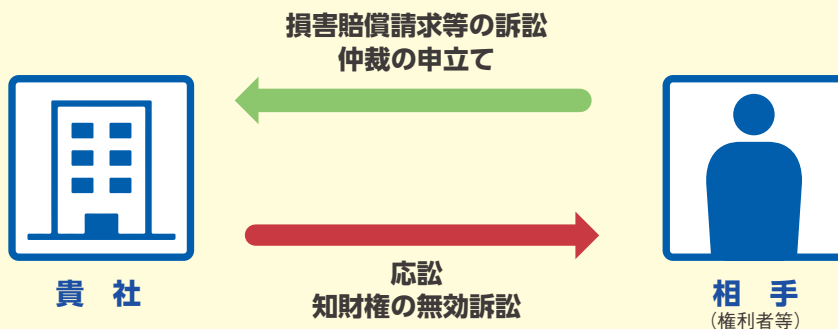 損害賠償請求等の訴訟
仲裁の申立て
応訟
知財権の無効訴訟
貴 社
相 手
（権利者等）